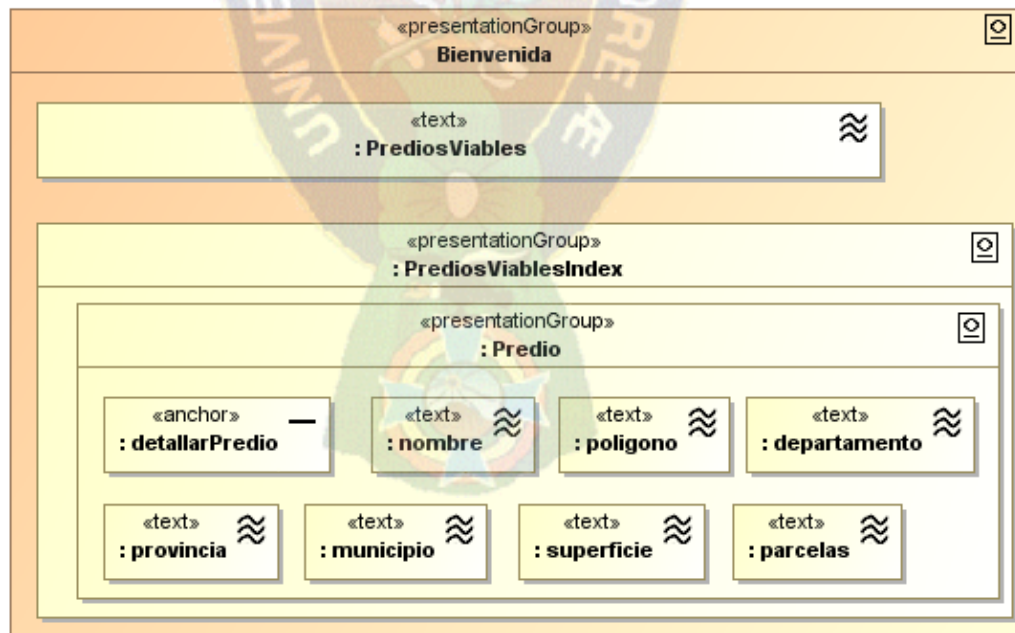 «presentationGroup»
Bienvenida
«text»
: PrediosViables
«presentationGroup»
: PrediosViablesIndex
«presentationGroup»
: Predio
«anchor»
: detallarPredio
«text»
: nombre
«text»
: poligono
«text»
: departamento
«text»
: provincia
«text»
: municipio
«text»
: superficie
«text»
: parcelas